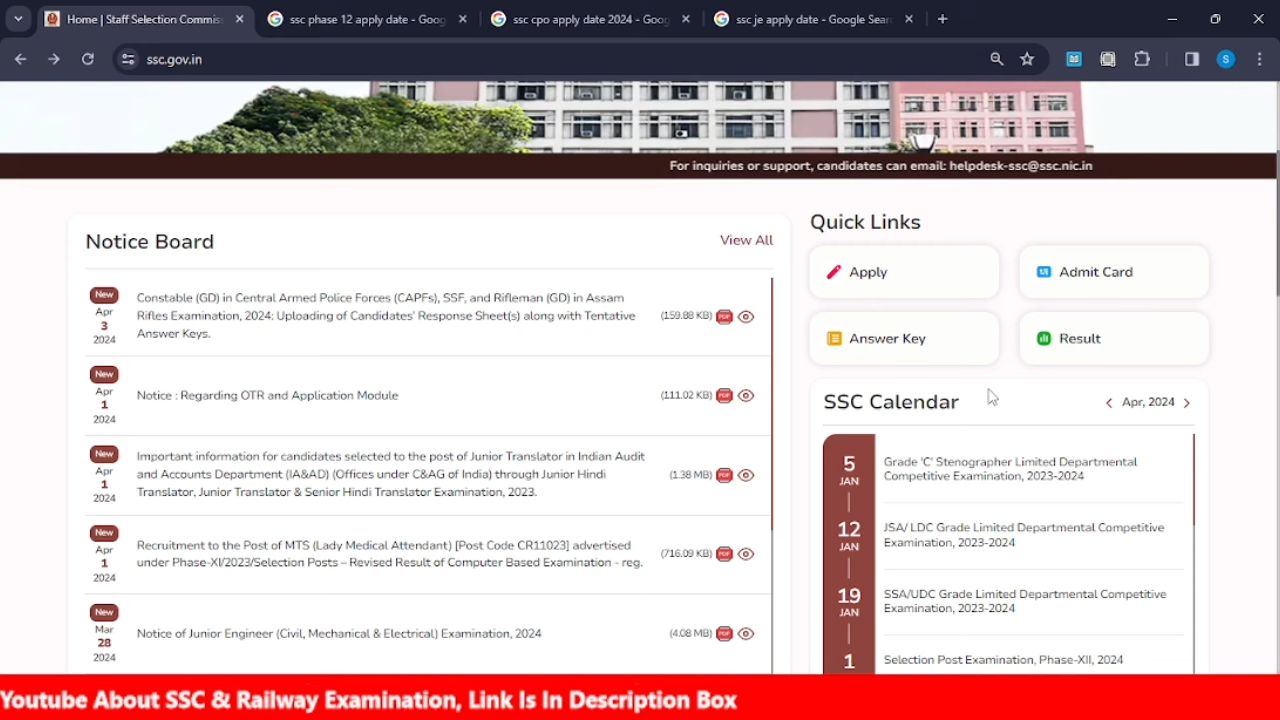 Home | Staff Selection Commiss
ssc phase 12 apply date - Goog
ssc cpo apply date 2024 - Goog
ssc je apply date - Google Sear
ssc.gov.in
S
For inquiries or support, candidates can email: helpdesk-ssc@ssc.nic.in
Notice Board
View All
New
Apr
3
2024
Constable (GD) in Central Armed Police Forces (CAPFs), SSF, and Rifleman (GD) in Assam
Rifles Examination, 2024: Uploading of Candidates' Response Sheet(s) along with Tentative
Answer Keys.
(159.88 KB)
PDF
New
Apr
1
2024
Notice : Regarding OTR and Application Module
(111.02 KB)
PDF
New
Apr
1
2024
Important information for candidates selected to the post of Junior Translator in Indian Audit
and Accounts Department (IA&AD) (Offices under C&AG of India) through Junior Hindi
Translator, Junior Translator & Senior Hindi Translator Examination, 2023.
(1.38 MB)
PDF
New
Apr
1
2024
Recruitment to the Post of MTS (Lady Medical Attendant) [Post Code CR11023] advertised
under Phase-XI/2023/Selection Posts – Revised Result of Computer Based Examination - reg.
(716.09 KB)
PDF
New
Mar
28
2024
Notice of Junior Engineer (Civil, Mechanical & Electrical) Examination, 2024
(4.08 MB)
PDF
Quick Links
Apply
Admit Card
Answer Key
Result
SSC Calendar
Apr, 2024
5
JAN
Grade 'C' Stenographer Limited Departmental
Competitive Examination, 2023-2024
12
JAN
JSA/ LDC Grade Limited Departmental Competitive
Examination, 2023-2024
19
JAN
SSA/UDC Grade Limited Departmental Competitive
Examination, 2023-2024
1
Selection Post Examination, Phase-XII, 2024
Youtube About SSC & Railway Examination, Link Is In Description Box